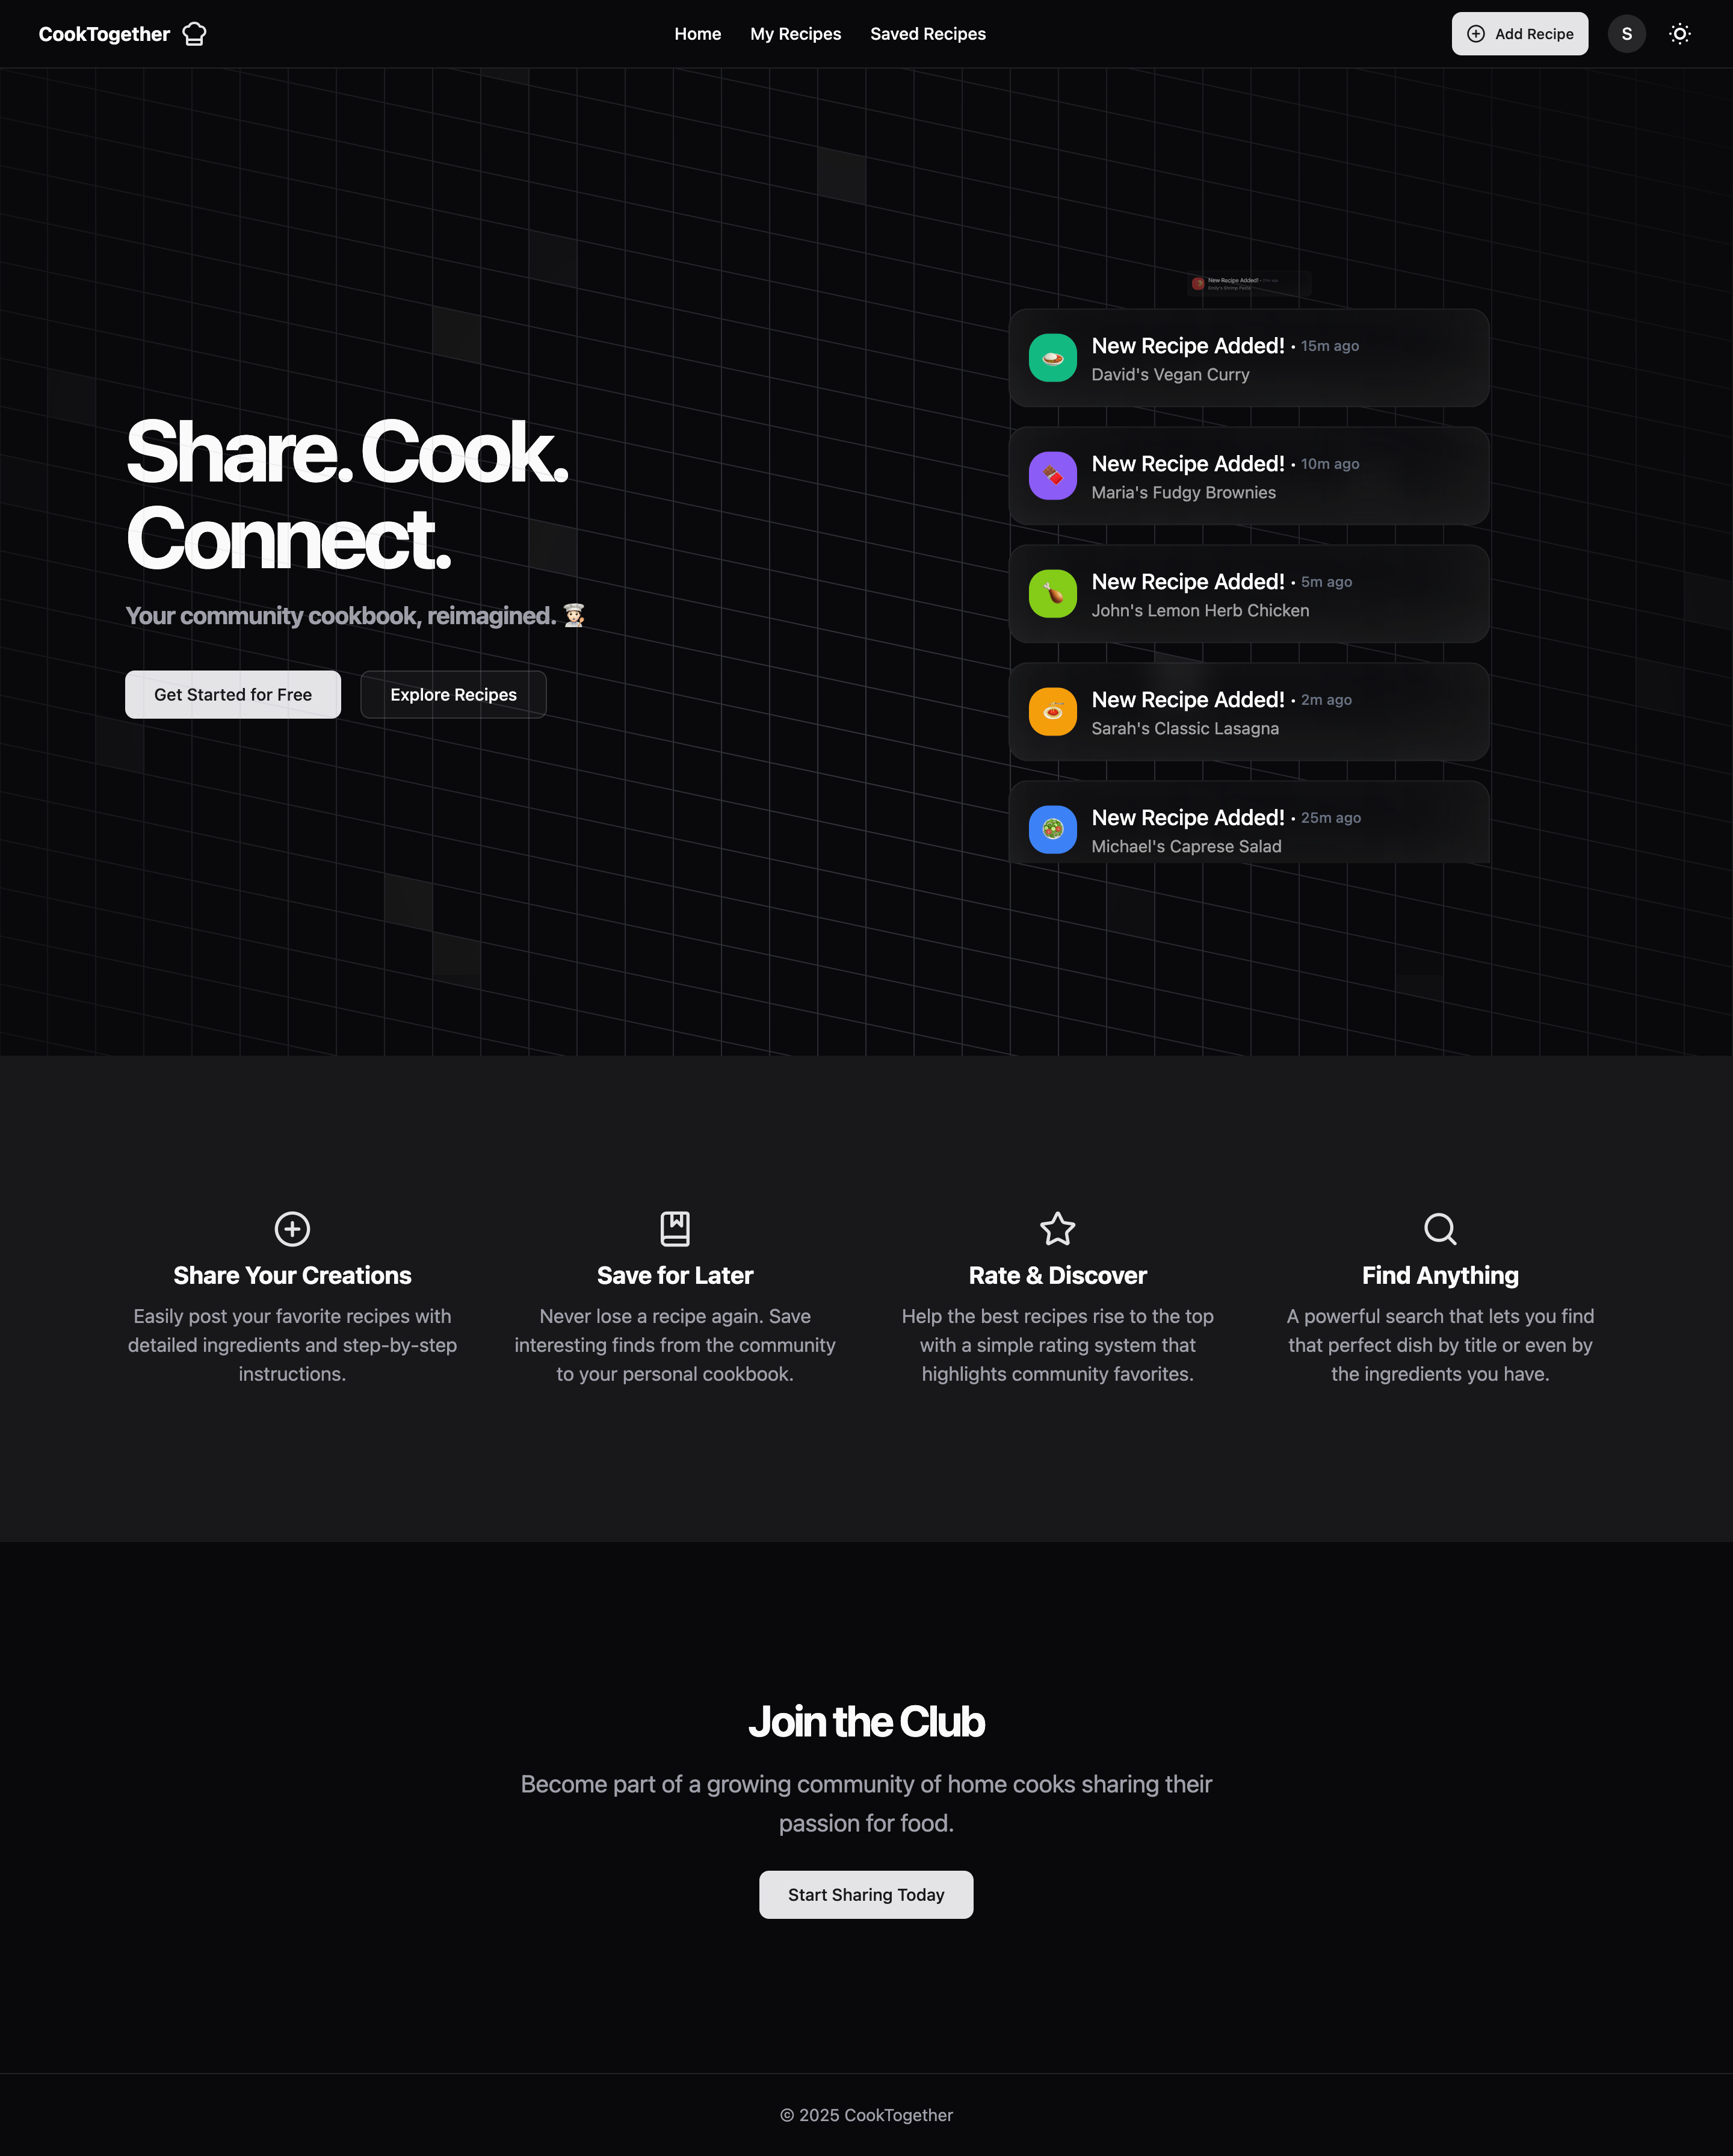 CookTogether
Home
My Recipes
Saved Recipes
Add Recipe
S
Share. Cook.
Connect.
Your community cookbook, reimagined.
Get Started for Free
Explore Recipes
New Recipe Added! • 
New Recipe Added! • 15m ago
David's Vegan Curry
New Recipe Added! • 10m ago
Maria's Fudgy Brownies
New Recipe Added! • 5m ago
John's Lemon Herb Chicken
New Recipe Added! • 2m ago
Sarah's Classic Lasagna
New Recipe Added! • 25m ago
Michael's Caprese Salad
Share Your Creations
Easily post your favorite recipes with
detailed ingredients and step-by-step
instructions.
Save for Later
Never lose a recipe again. Save
interesting finds from the community
to your personal cookbook.
Rate & Discover
Help the best recipes rise to the top
with a simple rating system that
highlights community favorites.
Find Anything
A powerful search that lets you find
that perfect dish by title or even by
the ingredients you have.
Join the Club
Become part of a growing community of home cooks sharing their
passion for food.
Start Sharing Today
© 2025 CookTogether